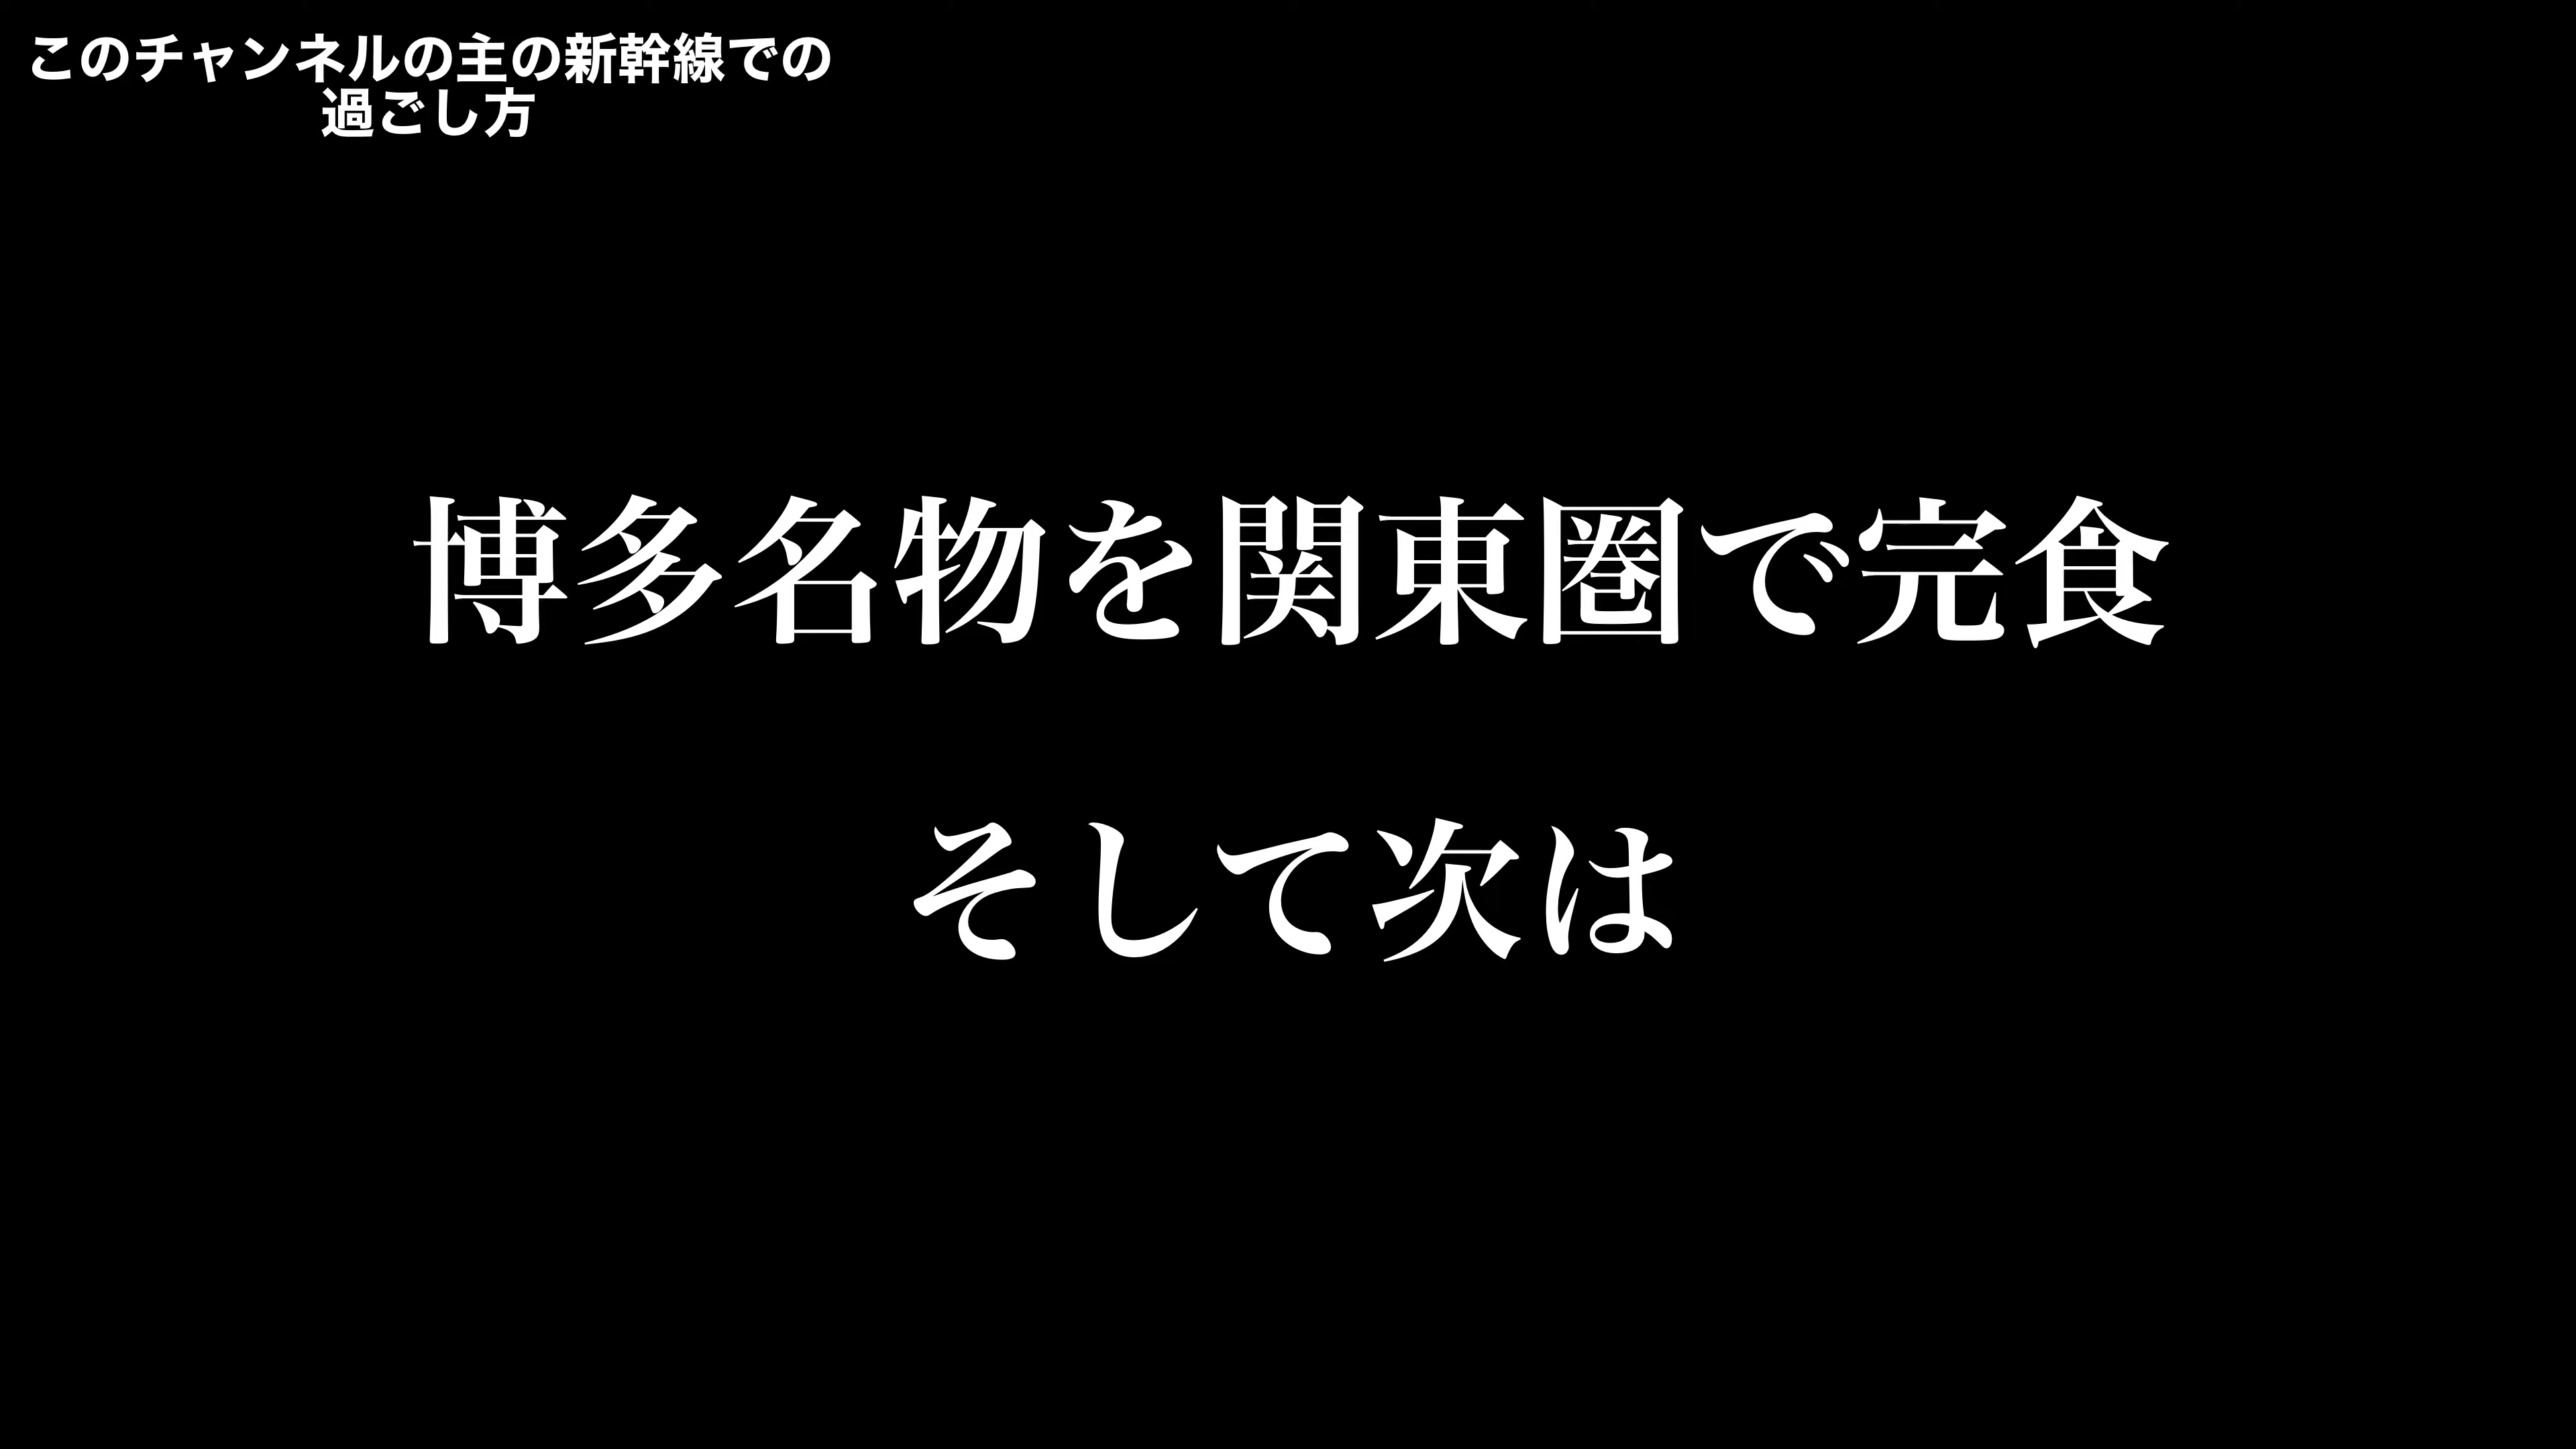 このチャンネルの主の新幹線での
過ごし方
博多名物を関東圏で完食
そして次は